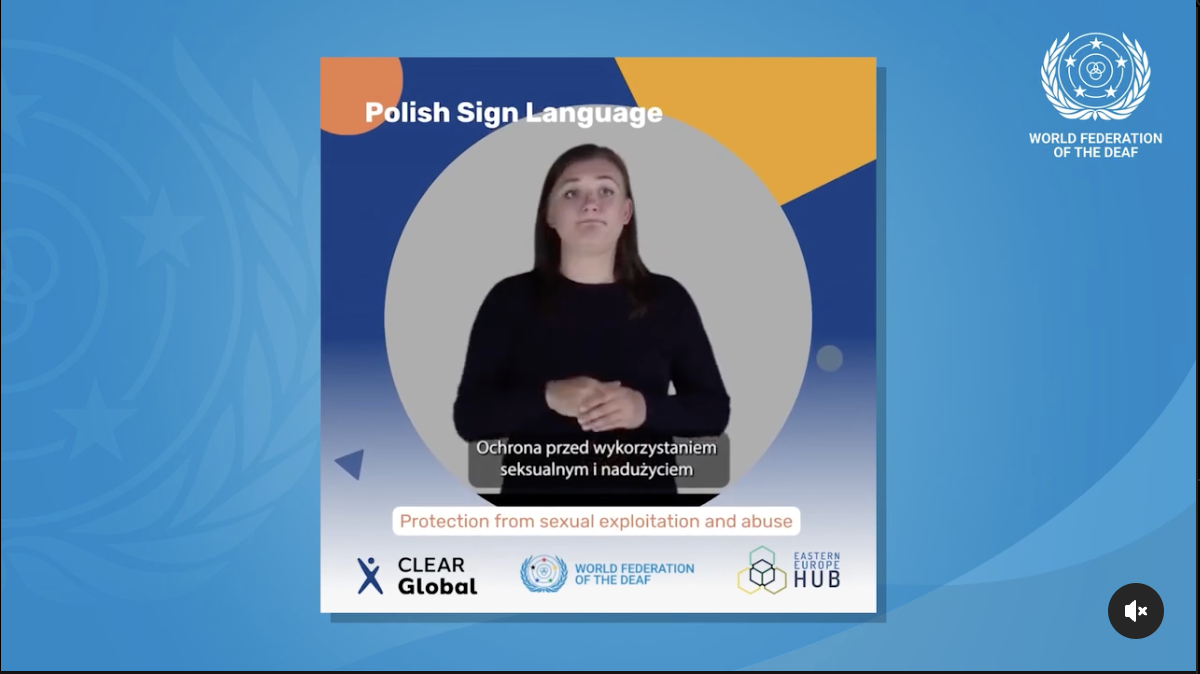 Polish Sign Language
WORLD FEDERATION
OF THE DEAF
Ochrona przed wykorzystaniem
seksualnym i nadużyciem
Protection from sexual exploitation and abuse
CLEAR
Global
WORLD FEDERATION
OF THE DEAF
EASTERN
EUROPE
HUB